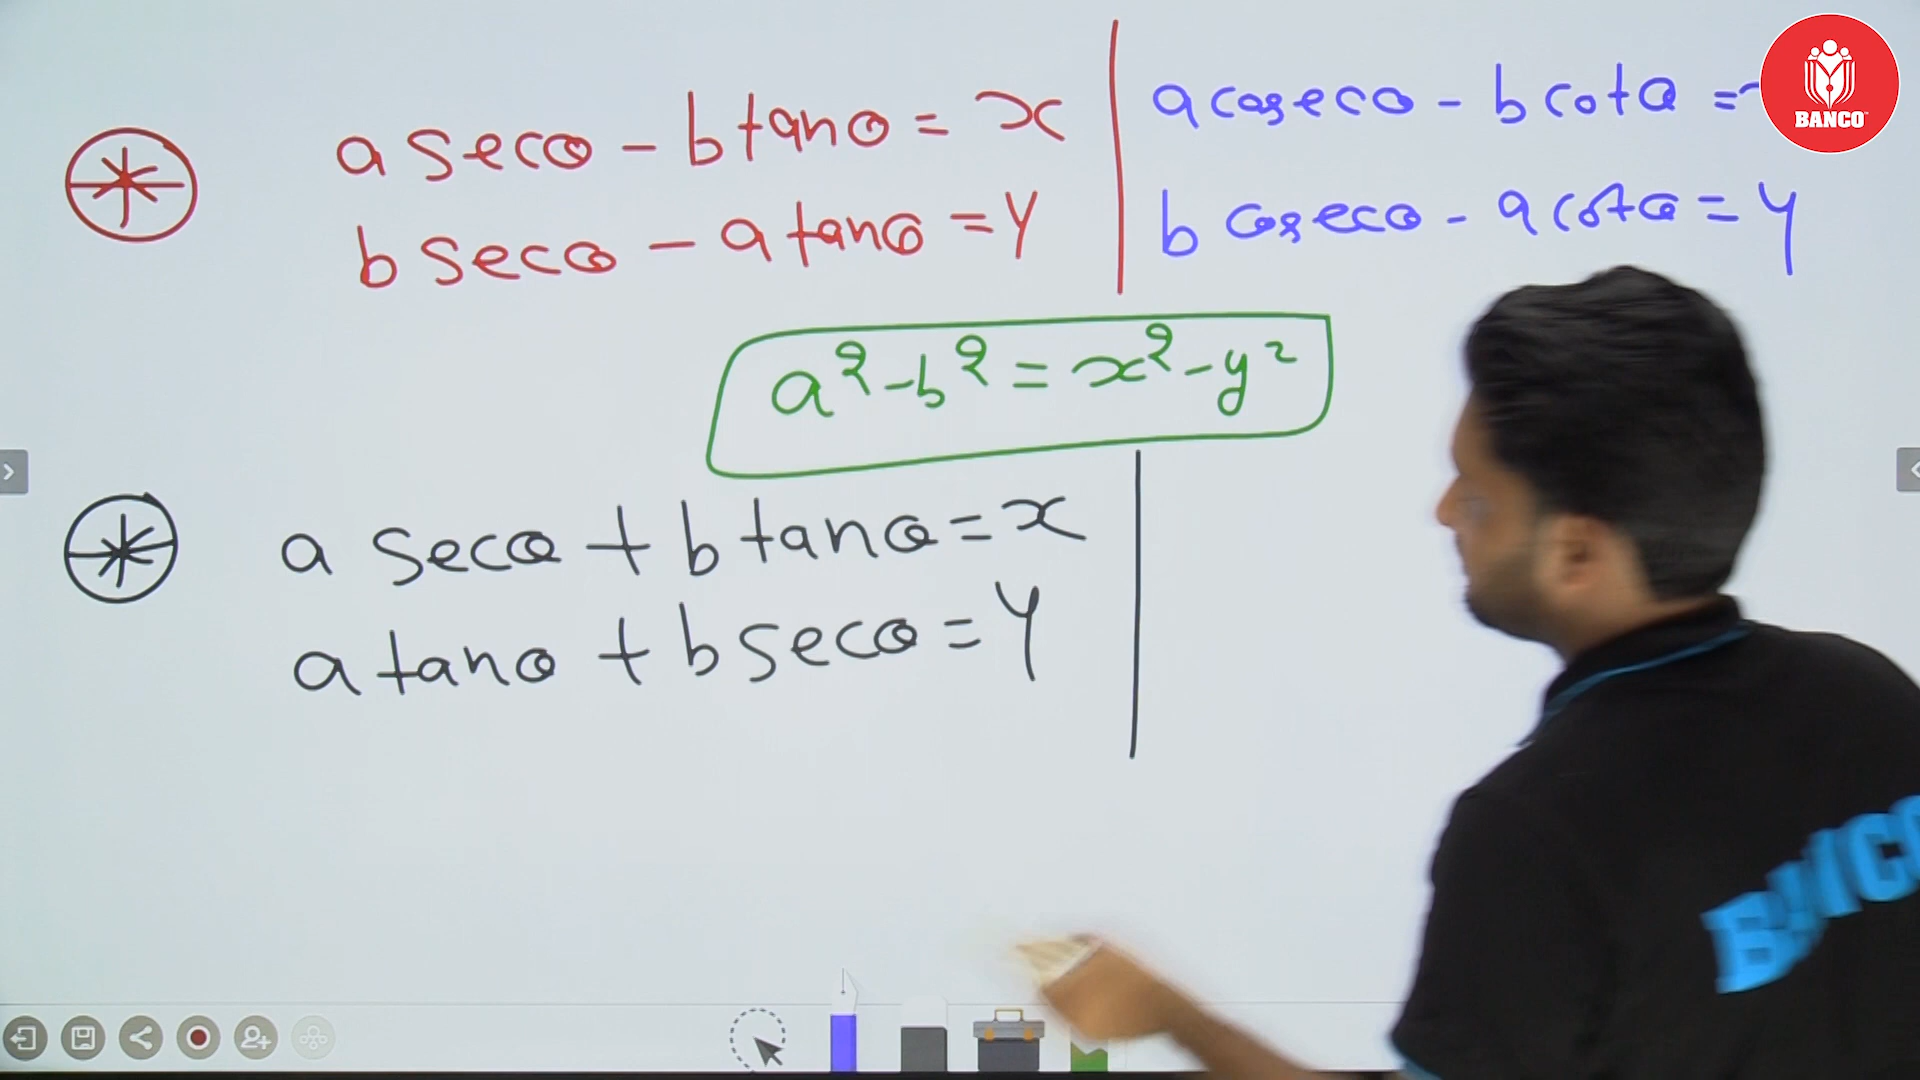 a secθ - b tanθ = x
b secθ - a tanθ = y
a cosecθ - b cotθ =
b cosecθ - a cotθ = y
BANCO
a² - b² = x² - y²
a secθ + b tanθ = x
a tanθ + b secθ = y
BANCO